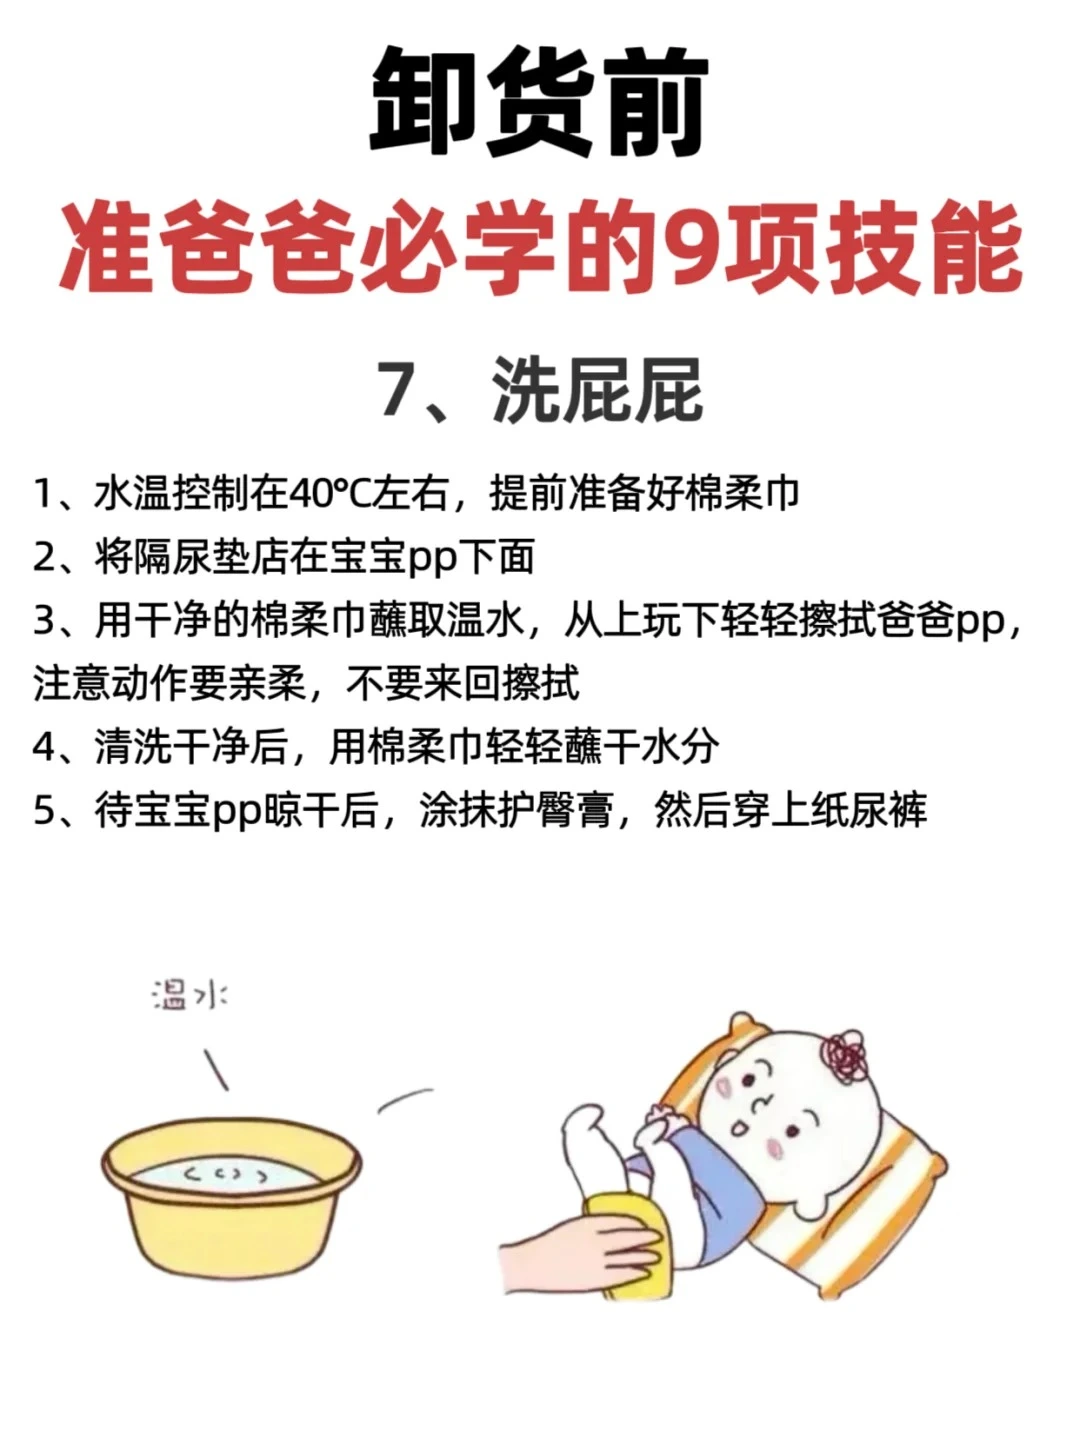 卸货前
准爸爸必学的9项技能
7、洗屁屁
1、水温控制在40℃左右，提前准备好棉柔巾
2、将隔尿垫店在宝宝pp下面
3、用干净的棉柔巾蘸取温水，从上玩下轻轻擦拭爸爸pp，
注意动作要亲柔，不要来回擦拭
4、清洗干净后，用棉柔巾轻轻蘸干水分
5、待宝宝pp晾干后，涂抹护臀膏，然后穿上纸尿裤
温水